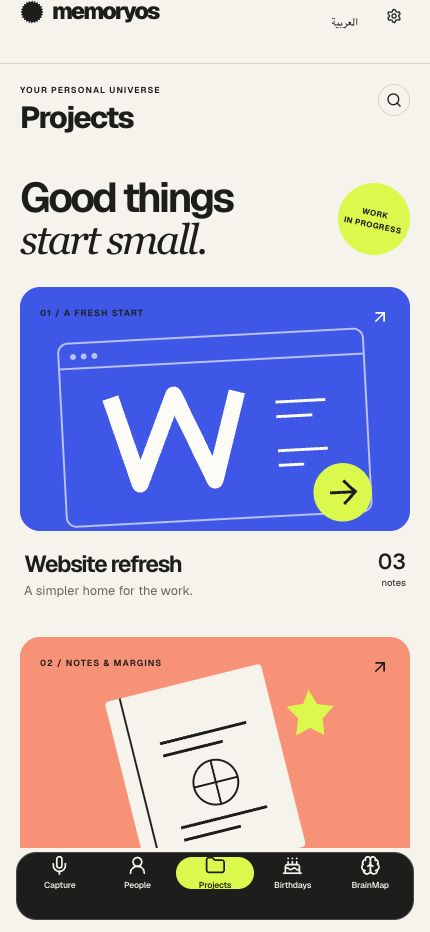 memoryos
العربية
YOUR PERSONAL UNIVERSE
Projects
Good things
start small.
WORK
IN PROGRESS
01 / A FRESH START
W
Website refresh
03
A simpler home for the work.
notes
02 / NOTES & MARGINS
Capture
People
Projects
Birthdays
BrainMap